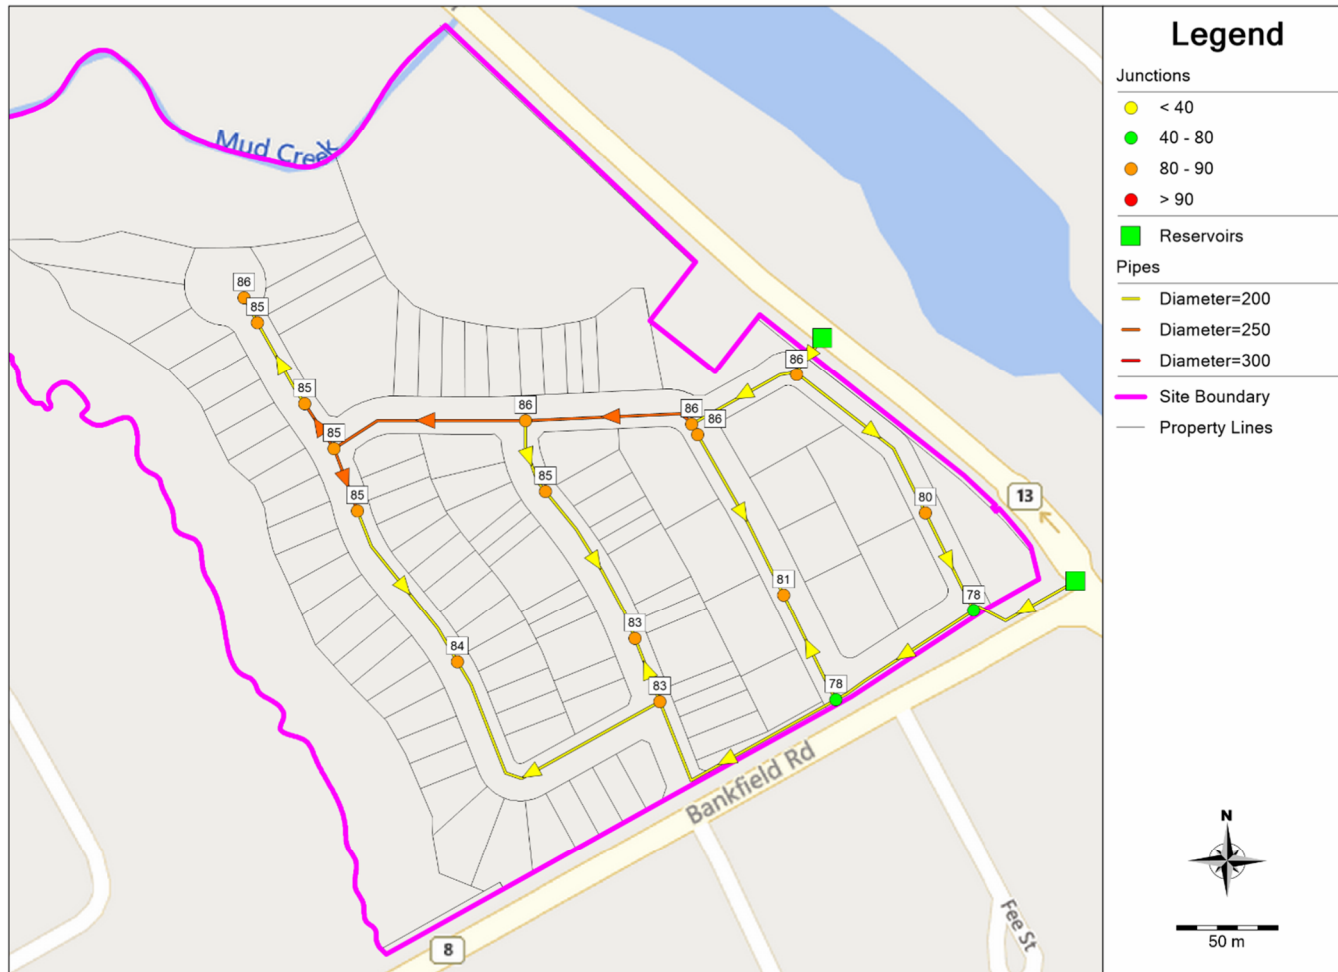 Legend
Junctions
< 40
40 - 80
80 - 90
> 90
Reservoirs
Pipes
Diameter=200
Diameter=250
Diameter=300
Site Boundary
Property Lines
Mud Creek
86
85
85
85
85
86
86
86
86
85
80
81
78
78
83
83
84
13
Bankfield Rd
8
Fee St
N
50 m